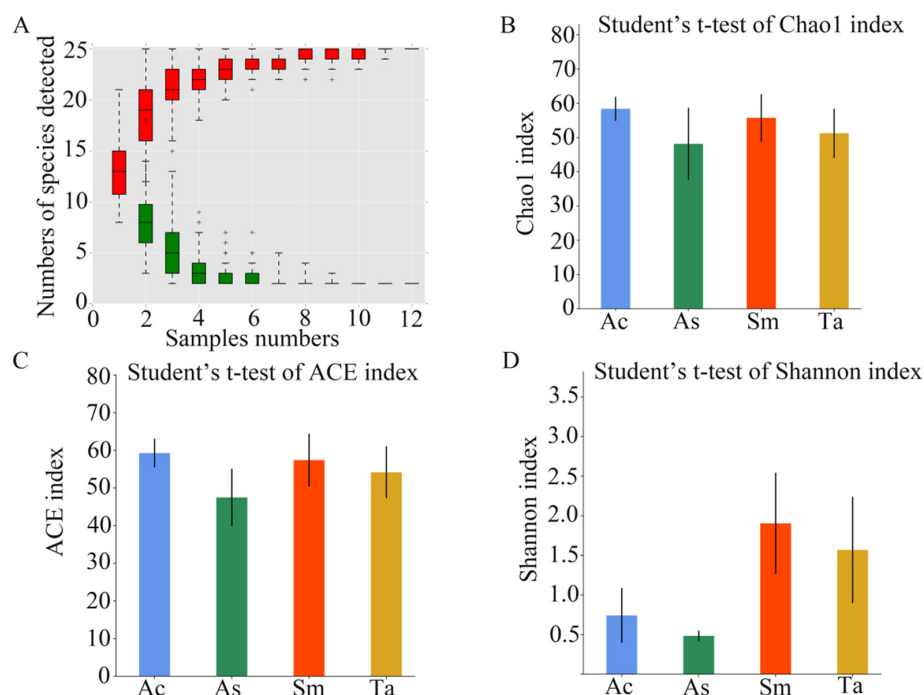 A
Numbers of species detected
25
20
15
10
5
0
0 2 4 6 8 10 12
Samples numbers
B Student’s t-test of Chao1 index
Chao1 index
80
70
60
50
40
30
20
10
0
Ac As Sm Ta
C Student’s t-test of ACE index
ACE index
80
70
60
50
40
30
20
10
0
Ac As Sm Ta
D Student’s t-test of Shannon index
Shannon index
3.5
3.0
2.5
2.0
1.5
1.0
0.5
Ac As Sm Ta